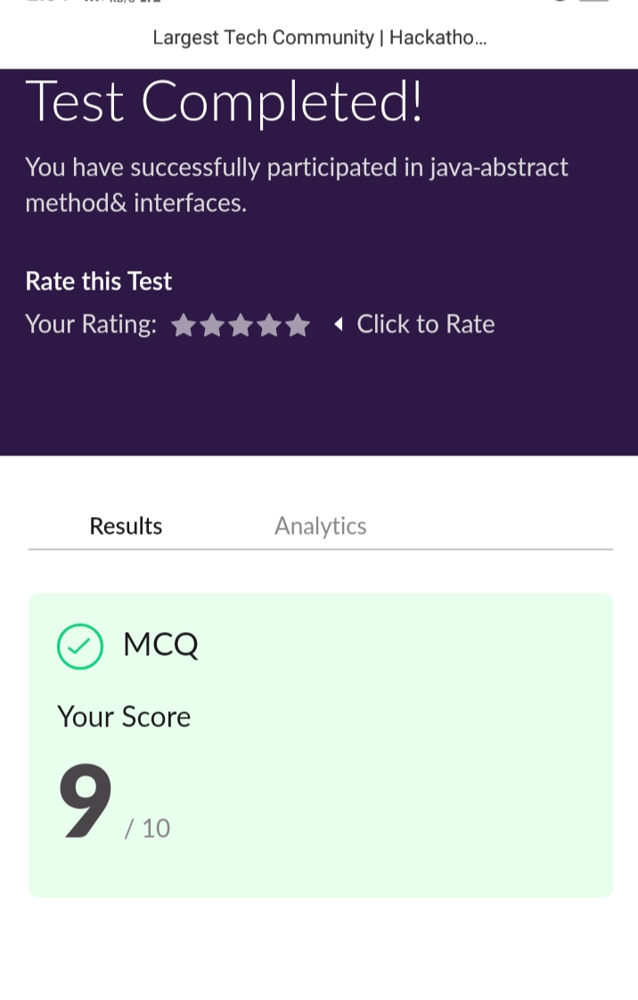 Largest Tech Community | Hackatho...
Test Completed!
You have successfully participated in java-abstract
method& interfaces.
Rate this Test
Your Rating: Click to Rate
Results Analytics
MCQ
Your Score
9 / 10